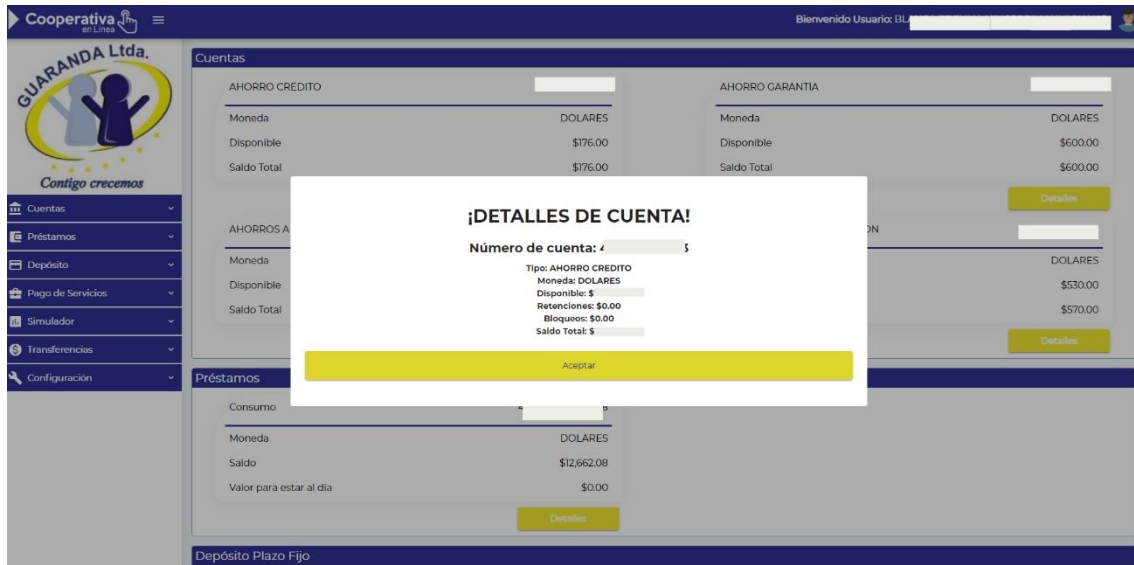 Cooperativa
en Linea
Bienvenido Usuario:
GUARANDA Ltda.
Contigo crecemos
Cuentas
Préstamos
Depósito
Pago de Servicios
Simulador
Transferencias
Configuración
Cuentas
AHORRO CREDITO
Moneda DOLARES
Disponible $176.00
Saldo Total $176.00
AHORRO GARANTIA
Moneda DOLARES
Disponible $600.00
Saldo Total $600.00
Detalles
AHORROS A
Moneda
Disponible
Saldo Total
ON
DOLARES
$530.00
$570.00
Detalles
¡DETALLES DE CUENTA!
Número de cuenta:
Tipo: AHORRO CREDITO
Moneda: DOLARES
Disponible: $
Retenciones: $0.00
Bloqueos: $0.00
Saldo Total: $
Aceptar
Préstamos
Consumo
Moneda DOLARES
Saldo $12,662.08
Valor para estar al día $0.00
Detalles
Depósito Plazo Fijo